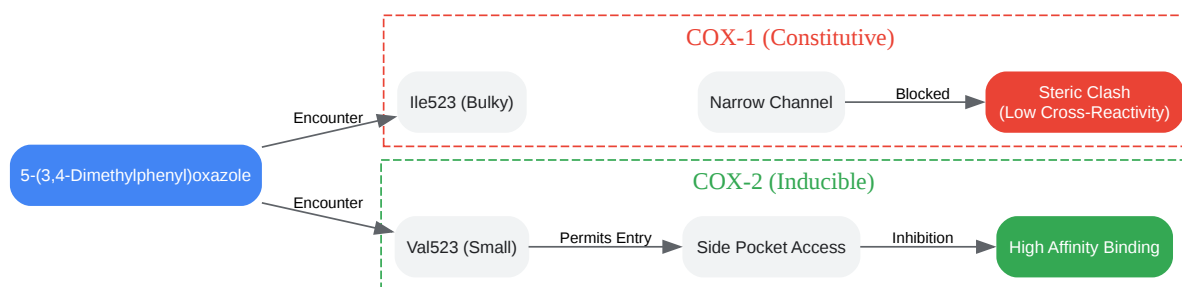 COX-1 (Constitutive)
Ile523 (Bulky)
Narrow Channel
Blocked
Steric Clash
(Low Cross-Reactivity)
Encounter
5-(3,4-Dimethylphenyl)oxazole
Encounter
COX-2 (Inducible)
Val523 (Small)
Permits Entry
Side Pocket Access
Inhibition
High Affinity Binding